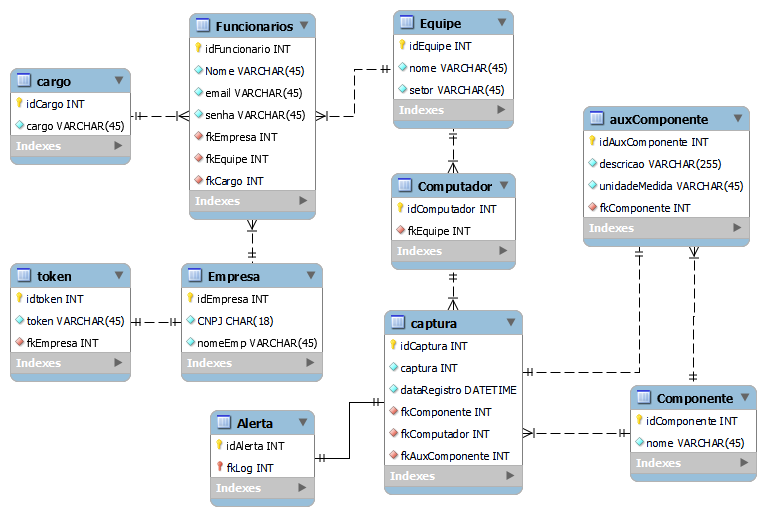 Funcionarios
idFuncionario INT
Nome VARCHAR(45)
email VARCHAR(45)
senha VARCHAR(45)
fkEmpresa INT
fkEquipe INT
fkCargo INT
Indexes
Equipe
idEquipe INT
nome VARCHAR(45)
setor VARCHAR(45)
Indexes
cargo
idCargo INT
cargo VARCHAR(45)
Indexes
auxComponente
idAuxComponente INT
descricao VARCHAR(255)
unidadeMedida VARCHAR(45)
fkComponente INT
Indexes
Computador
idComputador INT
fkEquipe INT
Indexes
token
idtoken INT
token VARCHAR(45)
fkEmpresa INT
Indexes
Empresa
idEmpresa INT
CNPJ CHAR(18)
nomeEmp VARCHAR(45)
Indexes
captura
idCaptura INT
captura INT
dataRegistro DATETIME
fkComponente INT
fkComputador INT
fkAuxComponente INT
Indexes
Componente
idComponente INT
nome VARCHAR(45)
Indexes
Alerta
idAlerta INT
fkLog INT
Indexes